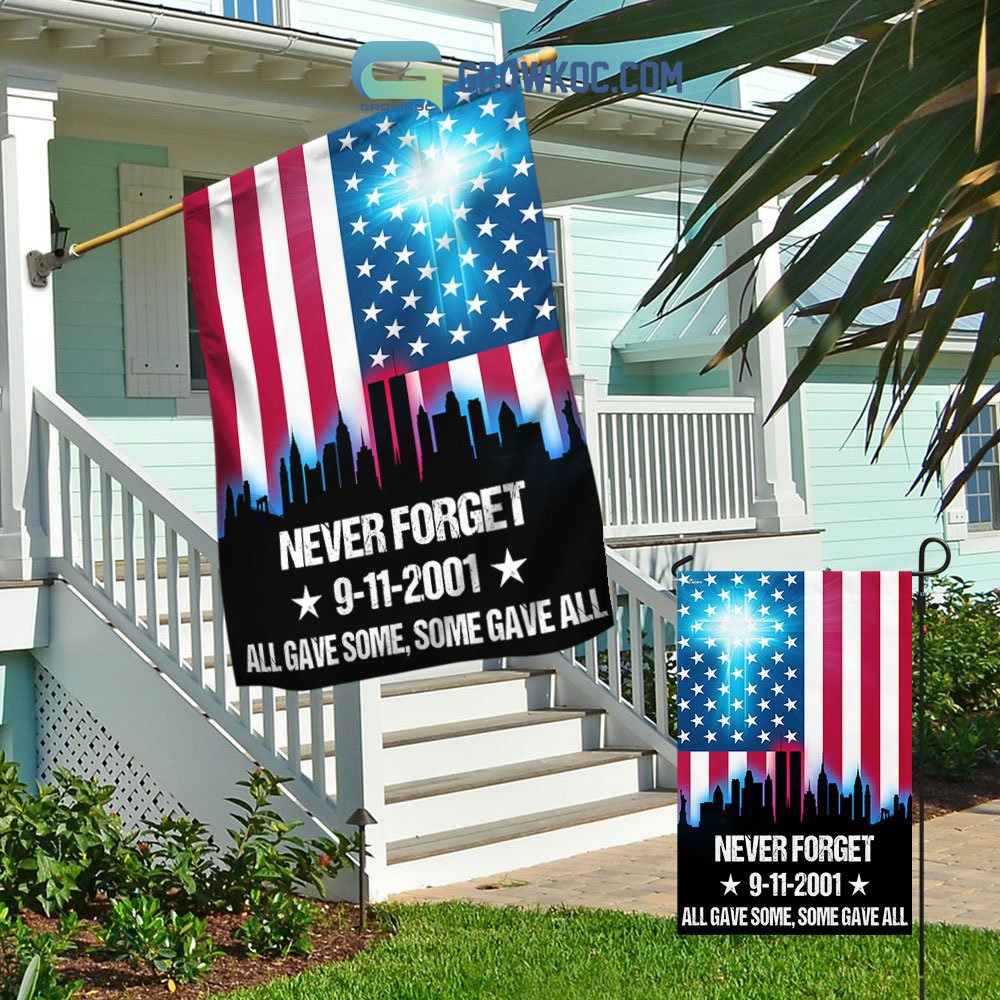 GROWKOC.COM
GROWKOC
NEVER FORGET
★ 9-11-2001 ★
ALL GAVE SOME, SOME GAVE ALL
NEVER FORGET
★ 9-11-2001 ★
ALL GAVE SOME, SOME GAVE ALL